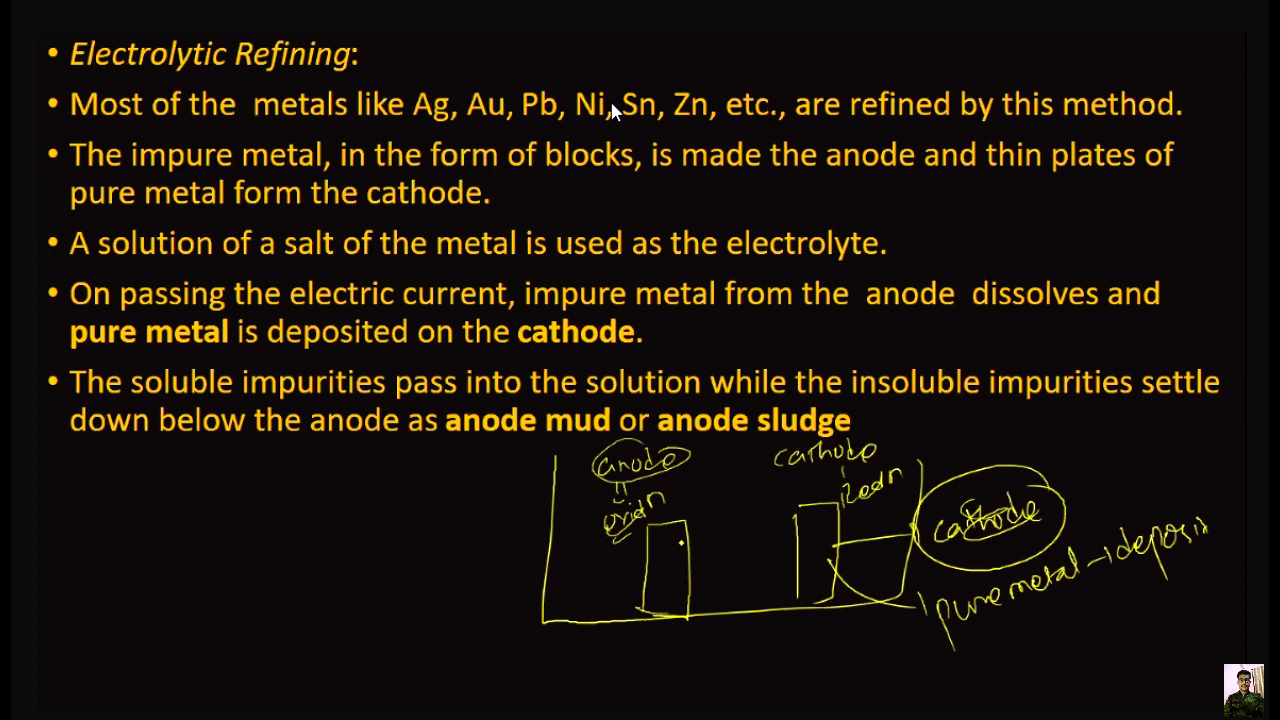 • Electrolytic Refining:
• Most of the metals like Ag, Au, Pb, Ni, Sn, Zn, etc., are refined by this method.
• The impure metal, in the form of blocks, is made the anode and thin plates of
pure metal form the cathode.
• A solution of a salt of the metal is used as the electrolyte.
• On passing the electric current, impure metal from the anode dissolves and
pure metal is deposited on the cathode.
• The soluble impurities pass into the solution while the insoluble impurities settle
down below the anode as anode mud or anode sludge
anode
cathode
oxidn
Redn
cathode
pure metal → deposi